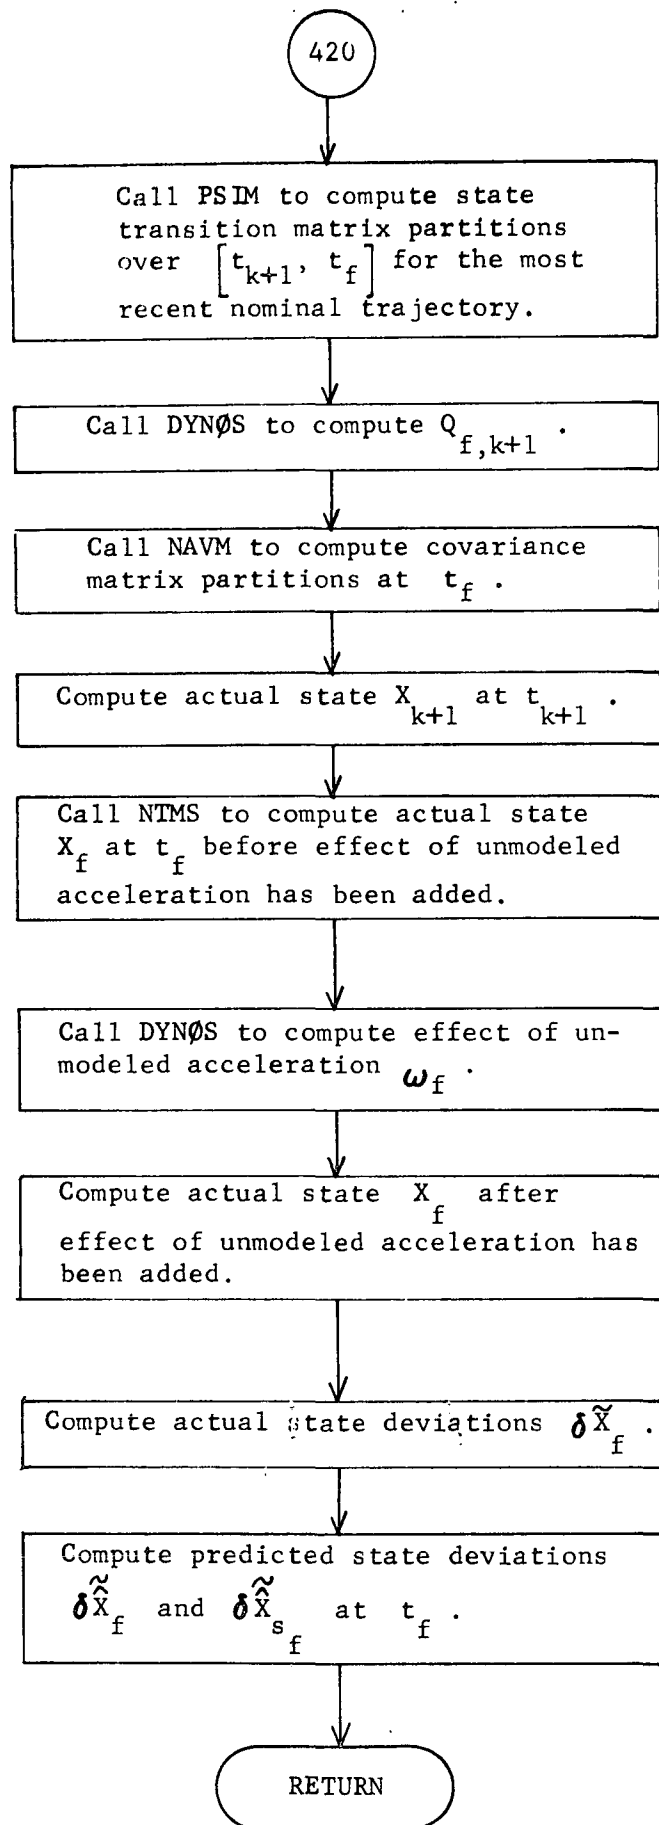 420
Call PSIM to compute state
transition matrix partitions
over [t_{k+1}, t_f] for the most
recent nominal trajectory.
Call DYNØS to compute Q_{f,k+1} .
Call NAVM to compute covariance
matrix partitions at t_f .
Compute actual state X_{k+1} at t_{k+1} .
Call NTMS to compute actual state
X_f at t_f before effect of unmodeled
acceleration has been added.
Call DYNØS to compute effect of un-
modeled acceleration ω_f .
Compute actual state X_f after
effect of unmodeled acceleration has
been added.
Compute actual state deviations δX̃_f .
Compute predicted state deviations
δX̂̃_f and δX̂̃_{s_f} at t_f .
RETURN